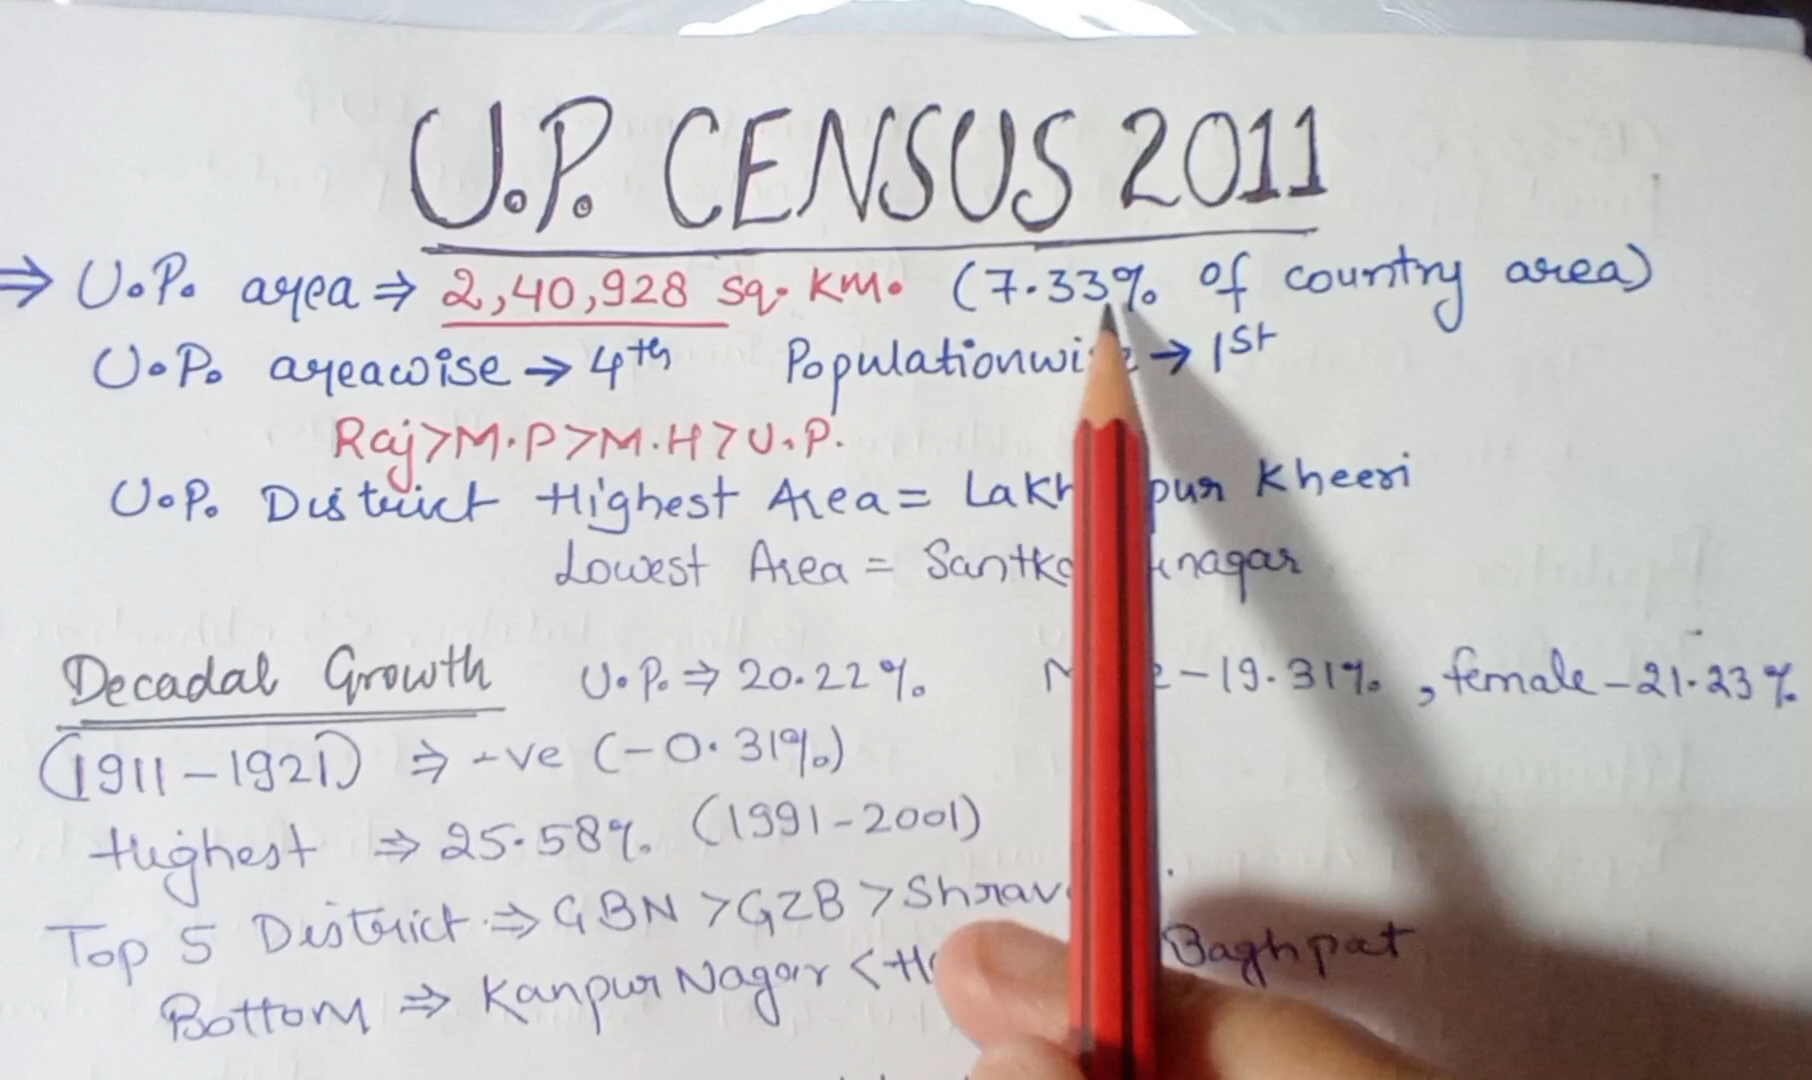 U.P. CENSUS 2011
⇒ U.P. area ⇒ 2,40,928 sq. km. (7.33% of country area)
U.P. areawise → 4th Populationwi → 1st
Raj > M.P > M.H > U.P.
U.P. District Highest Area = Lakh pur Kheeri
Lowest Area = Santka nagar
Decadal Growth U.P. ⇒ 20.22% - 19.31%, female - 21.23%
(1911 - 1921) ⇒ -ve (-0.31%)
Highest ⇒ 25.58% (1991 - 2001)
Top 5 District ⇒ GBN > GZB > Shrav
Baghpat
Bottom ⇒ Kanpur Nagar <